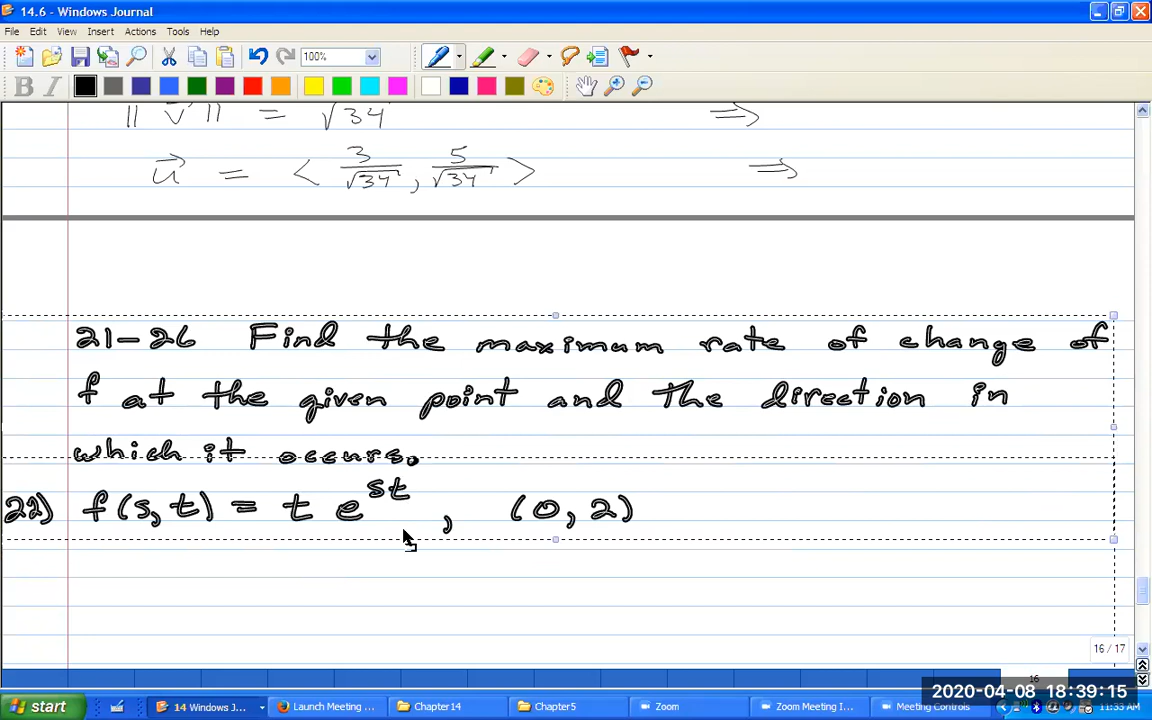 14.6 - Windows Journal
File Edit View Insert Actions Tools Help
100%
B I
|| v || = √34 ⇒
u⃗ = < 3/√34, 5/√34 > ⇒
21-26 Find the maximum rate of change of
f at the given point and the direction in
which it occurs.
22) f(s,t) = t e^st , (0,2)
16 / 17
16
2020-04-08 18:39:15
start 14 Windows J... Launch Meeting ... Chapter14 Chapter5 Zoom Zoom Meeting I... Meeting Controls 11:33 AM